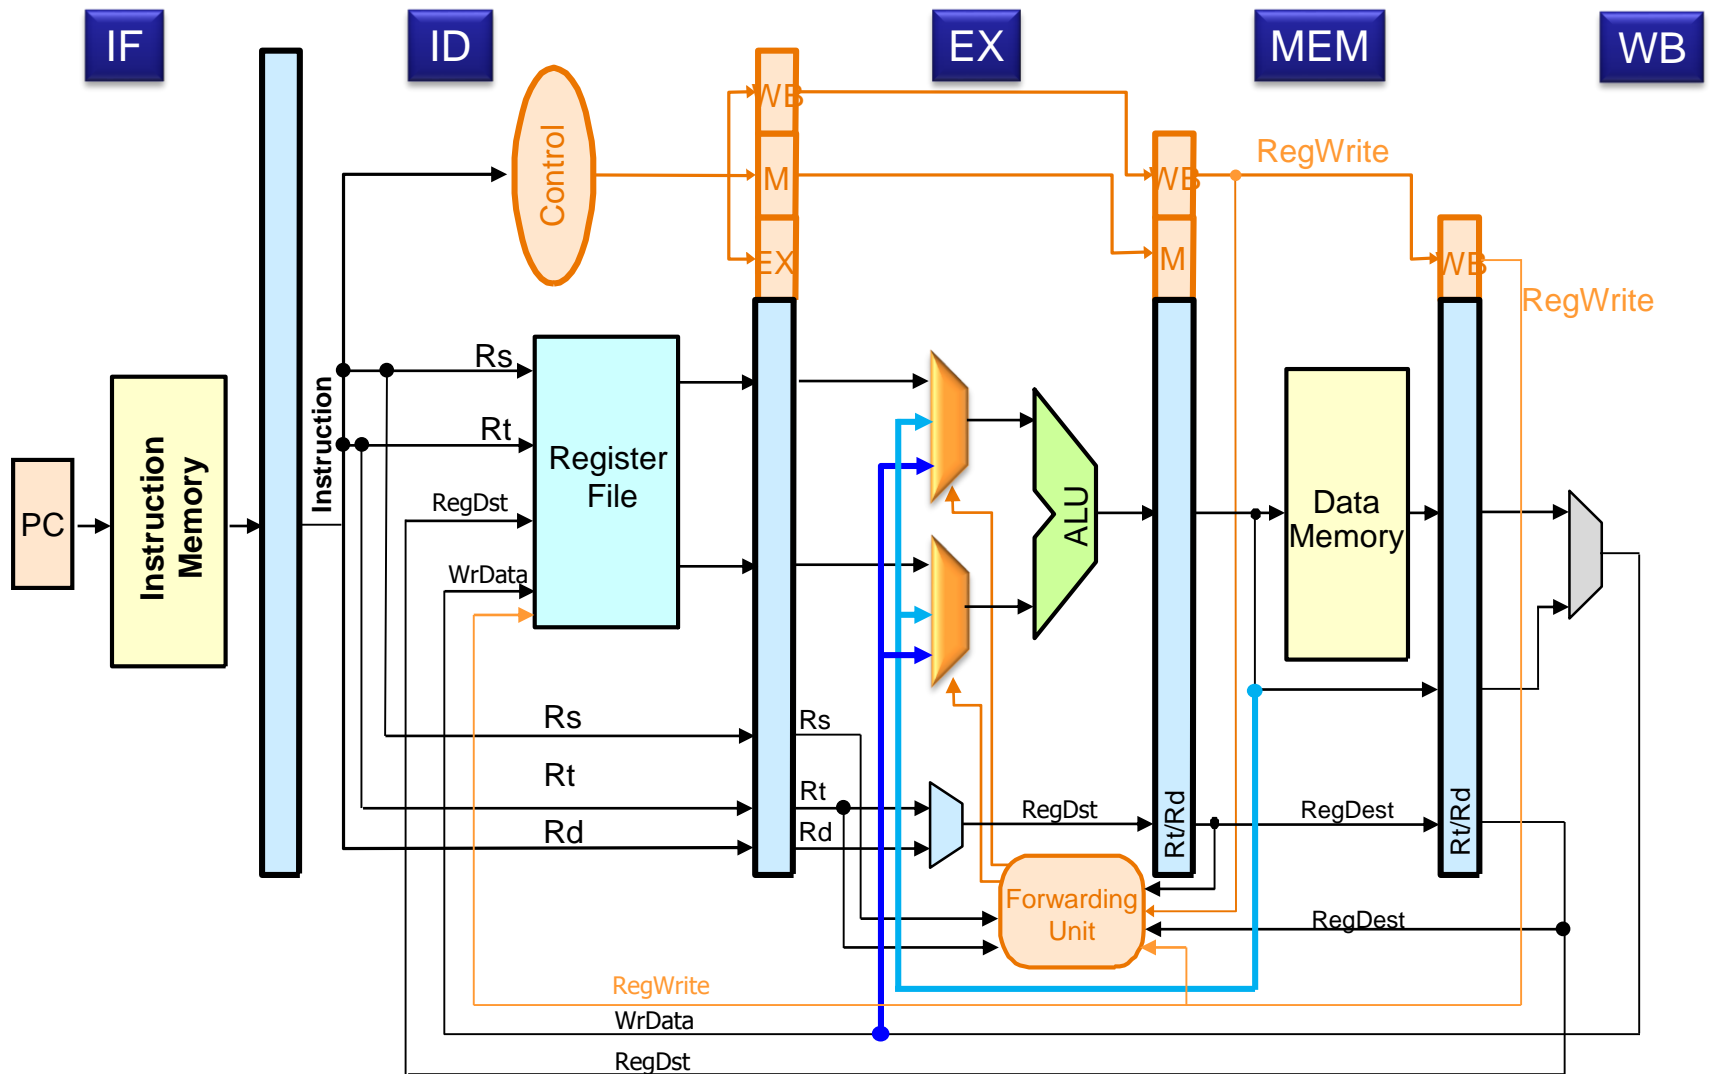 IF
ID
EX
MEM
WB
WB
M
EX
Control
WB
M
RegWrite
WB
RegWrite
Rs
Rt
Instruction
Register
File
RegDst
WrData
PC
Instruction
Memory
ALU
Data
Memory
Rs
Rs
Rt
Rt
Rd
Rd
RegDst
Rt/Rd
RegDest
Rt/Rd
Forwarding
Unit
RegDest
RegWrite
WrData
RegDst